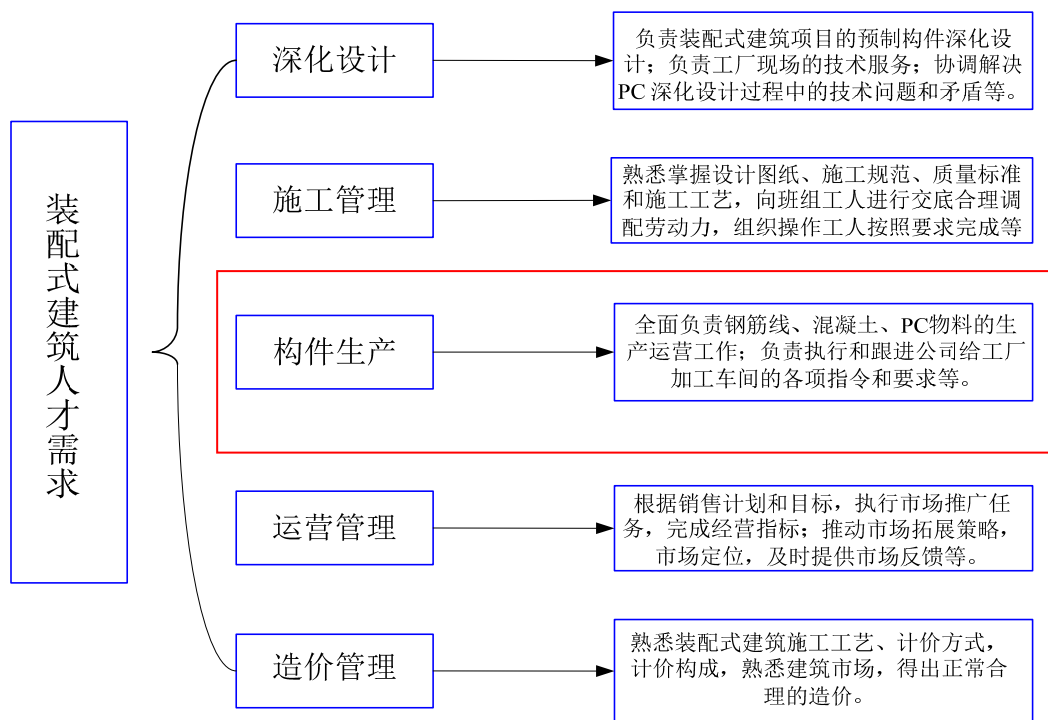 装配式建筑人才需求
深化设计
负责装配式建筑项目的预制构件深化设
计；负责工厂现场的技术服务；协调解决
PC 深化设计过程中的技术问题和矛盾等。
施工管理
熟悉掌握设计图纸、施工规范、质量标准
和施工工艺，向班组工人进行交底合理调
配劳动力，组织操作工人按照要求完成等
构件生产
全面负责钢筋线、混凝土、PC物料的生
产运营工作；负责执行和跟进公司给工厂
加工车间的各项指令和要求等。
运营管理
根据销售计划和目标，执行市场推广任
务，完成经营指标；推动市场拓展策略，
市场定位，及时提供市场反馈等。
造价管理
熟悉装配式建筑施工工艺、计价方式，
计价构成，熟悉建筑市场，得出正常合
理的造价。